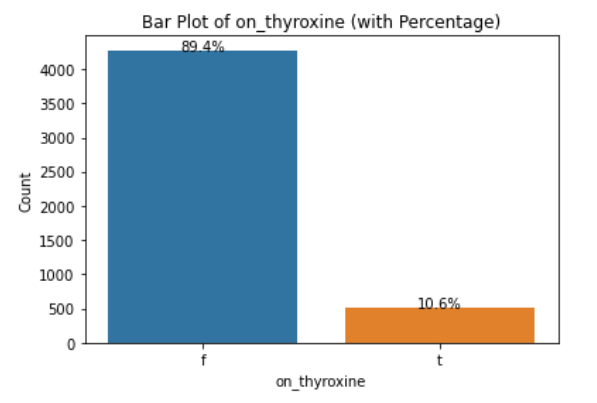 Bar Plot of on_thyroxine (with Percentage)
89.4%
10.6%
4000
3500
3000
2500
2000
1500
1000
500
0
Count
f
t
on_thyroxine